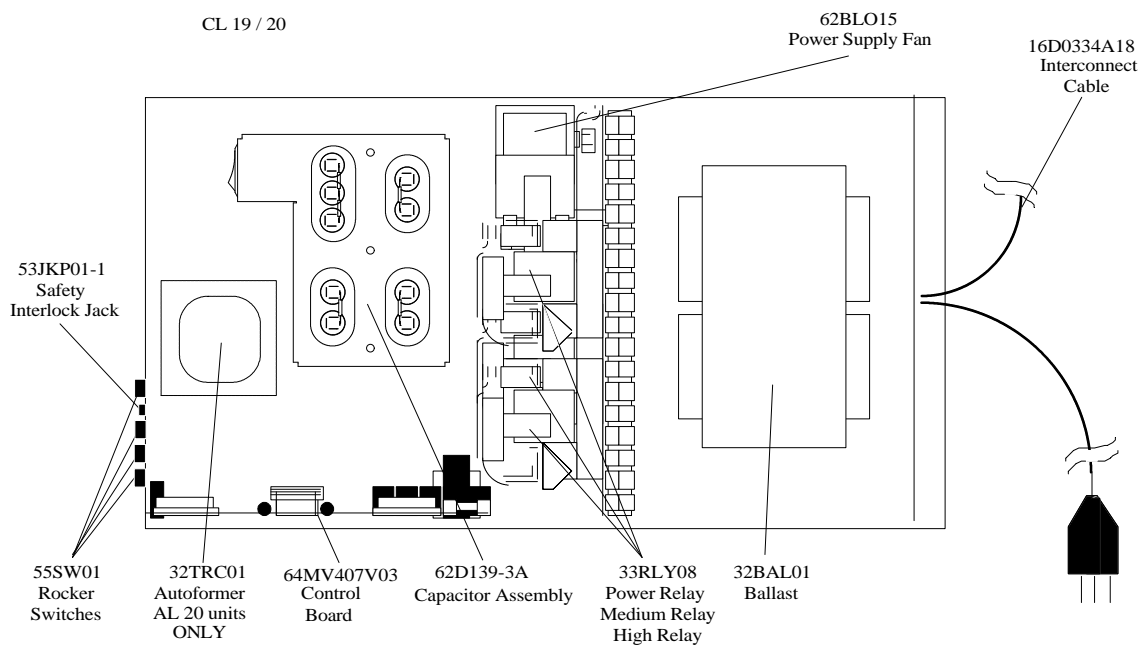 CL 19 / 20
62BLO15
Power Supply Fan
16D0334A18
Interconnect
Cable
53JKP01-1
Safety
Interlock Jack
55SW01
Rocker
Switches
32TRC01
Autoformer
AL 20 units
ONLY
64MV407V03
Control
Board
62D139-3A
Capacitor Assembly
33RLY08
Power Relay
Medium Relay
High Relay
32BAL01
Ballast